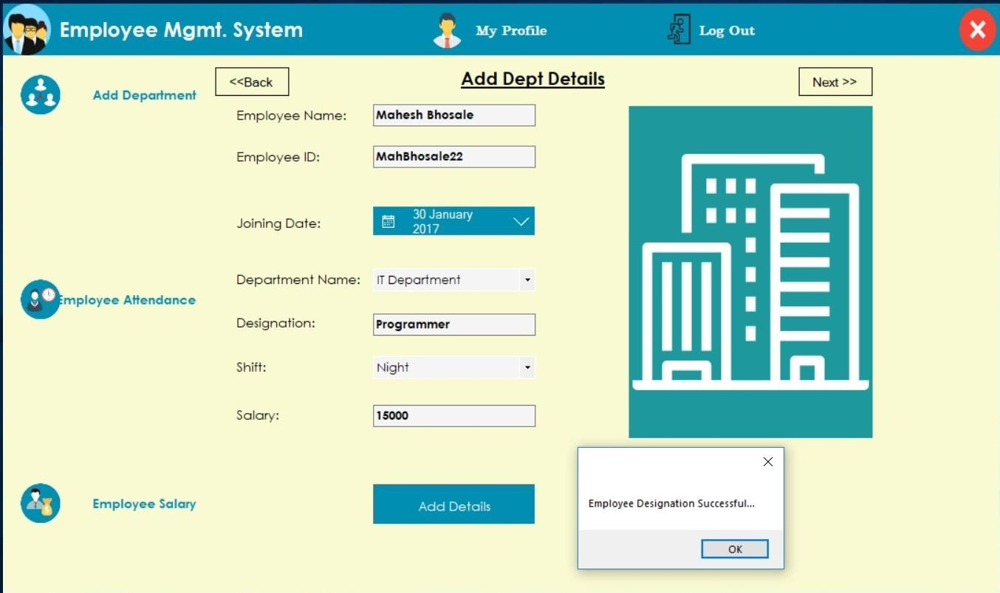 Employee Mgmt. System
My Profile
Log Out
Add Department
<<Back
Add Dept Details
Next >>
Employee Name:
Mahesh Bhosale
Employee ID:
MahBhosale22
Joining Date:
30 January
2017
Department Name:
IT Department
Employee Attendance
Designation:
Programmer
Shift:
Night
Salary:
15000
Employee Salary
Add Details
Employee Designation Successful...
OK